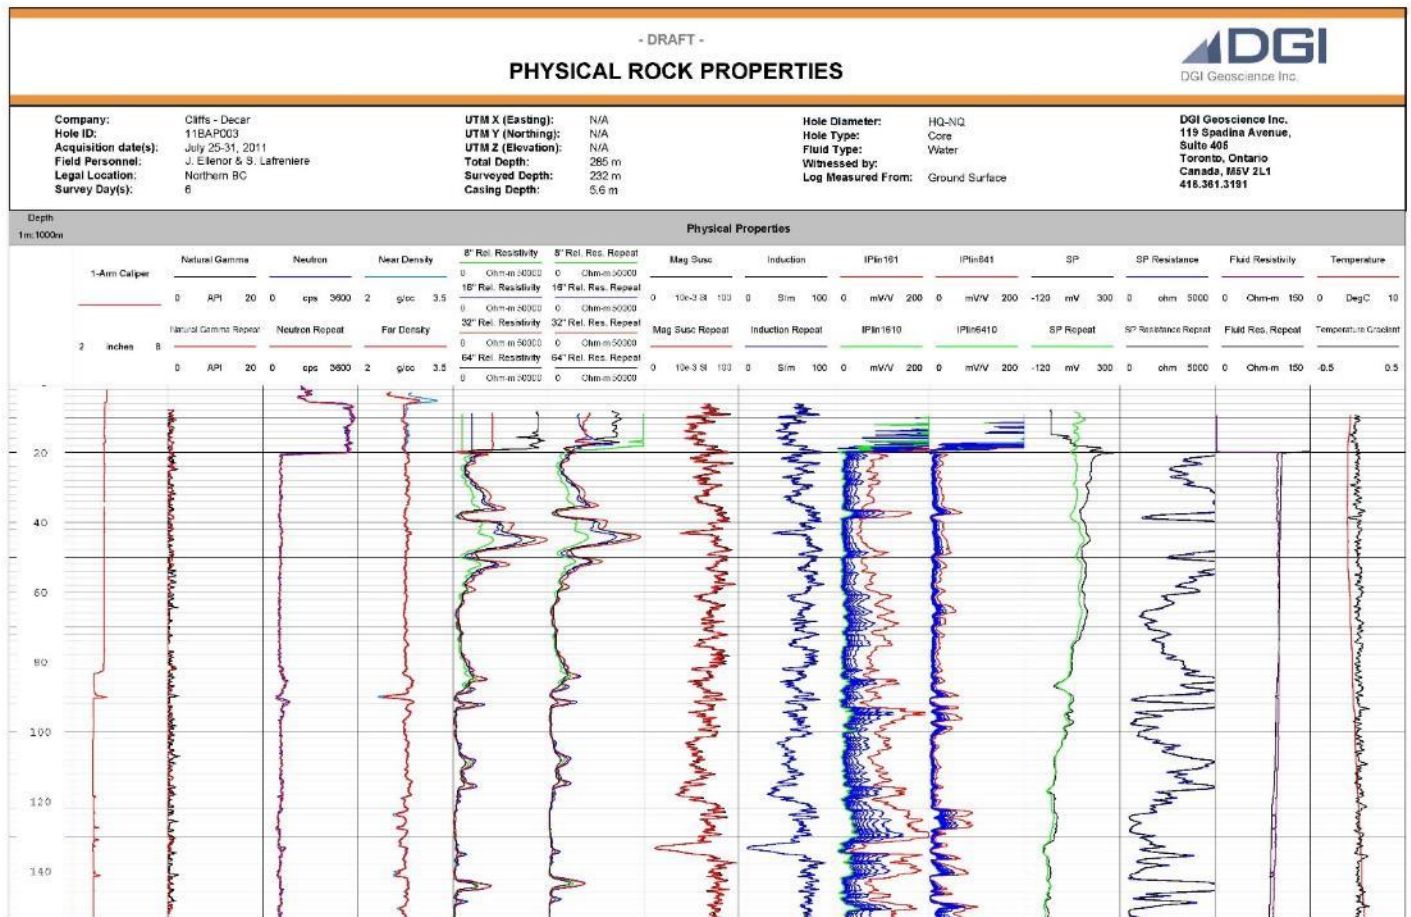 - DRAFT -
PHYSICAL ROCK PROPERTIES
DGI
DGI Geoscience Inc.
Company: Cliffs - Decar
Hole ID: 11BAP003
Acquisition date(s): July 25-31, 2011
Field Personnel: J. Ellenor & S. Lafreniere
Legal Location: Northern BC
Survey Day(s): 6
UTM X (Easting): N/A
UTM Y (Northing): N/A
UTM Z (Elevation): N/A
Total Depth: 285 m
Surveyed Depth: 232 m
Casing Depth: 5.6 m
Hole Diameter: HQ-NQ
Hole Type: Core
Fluid Type: Water
Witnessed by:
Log Measured From: Ground Surface
DGI Geoscience Inc.
119 Spadina Avenue,
Suite 405
Toronto, Ontario
Canada, M5V 2L1
416.361.3191
Depth
1m:1000m
Physical Properties
1-Arm Caliper
2 inches 8
Natural Gamma
0 API 20
Natural Gamma Repeat
0 API 20
Neutron
0 cps 3600
Neutron Repeat
0 cps 3600
Near Density
2 g/cc 3.5
Far Density
2 g/cc 3.5
8" Rel. Resistivity
0 Ohm-m 50000
16" Rel. Resistivity
0 Ohm-m 50000
32" Rel. Resistivity
0 Ohm-m 50000
64" Rel. Resistivity
0 Ohm-m 50000
8" Rel. Res. Repeat
0 Ohm-m 50000
16" Rel. Res. Repeat
0 Ohm-m 50000
32" Rel. Res. Repeat
0 Ohm-m 50000
64" Rel. Res. Repeat
0 Ohm-m 50000
Mag Susc
0 10e-3 SI 100
Mag Susc Repeat
0 10e-3 SI 100
Induction
0 S/m 100
Induction Repeat
0 S/m 100
IPlin161
0 mV/V 200
IPlin1610
0 mV/V 200
IPlin641
0 mV/V 200
IPlin6410
0 mV/V 200
SP
-120 mV 300
SP Repeat
-120 mV 300
SP Resistance
0 ohm 5000
SP Resistance Repeat
0 ohm 5000
Fluid Resistivity
0 Ohm-m 150
Fluid Res. Repeat
0 Ohm-m 150
Temperature
0 DegC 10
Temperature Gradient
-0.5 0.5
20
40
60
80
100
120
140